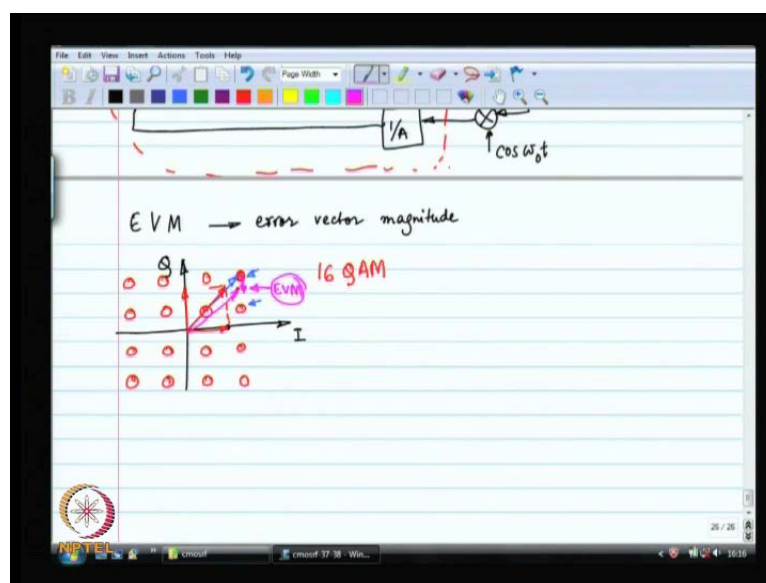 File Edit View Insert Actions Tools Help
Page Width
B I
1/A
cos ω₀t
EVM → error vector magnitude
Q
16 QAM
EVM
I
26 / 26
NPTEL
cmosrf
cmosrf-37-38 - Win...
16:16